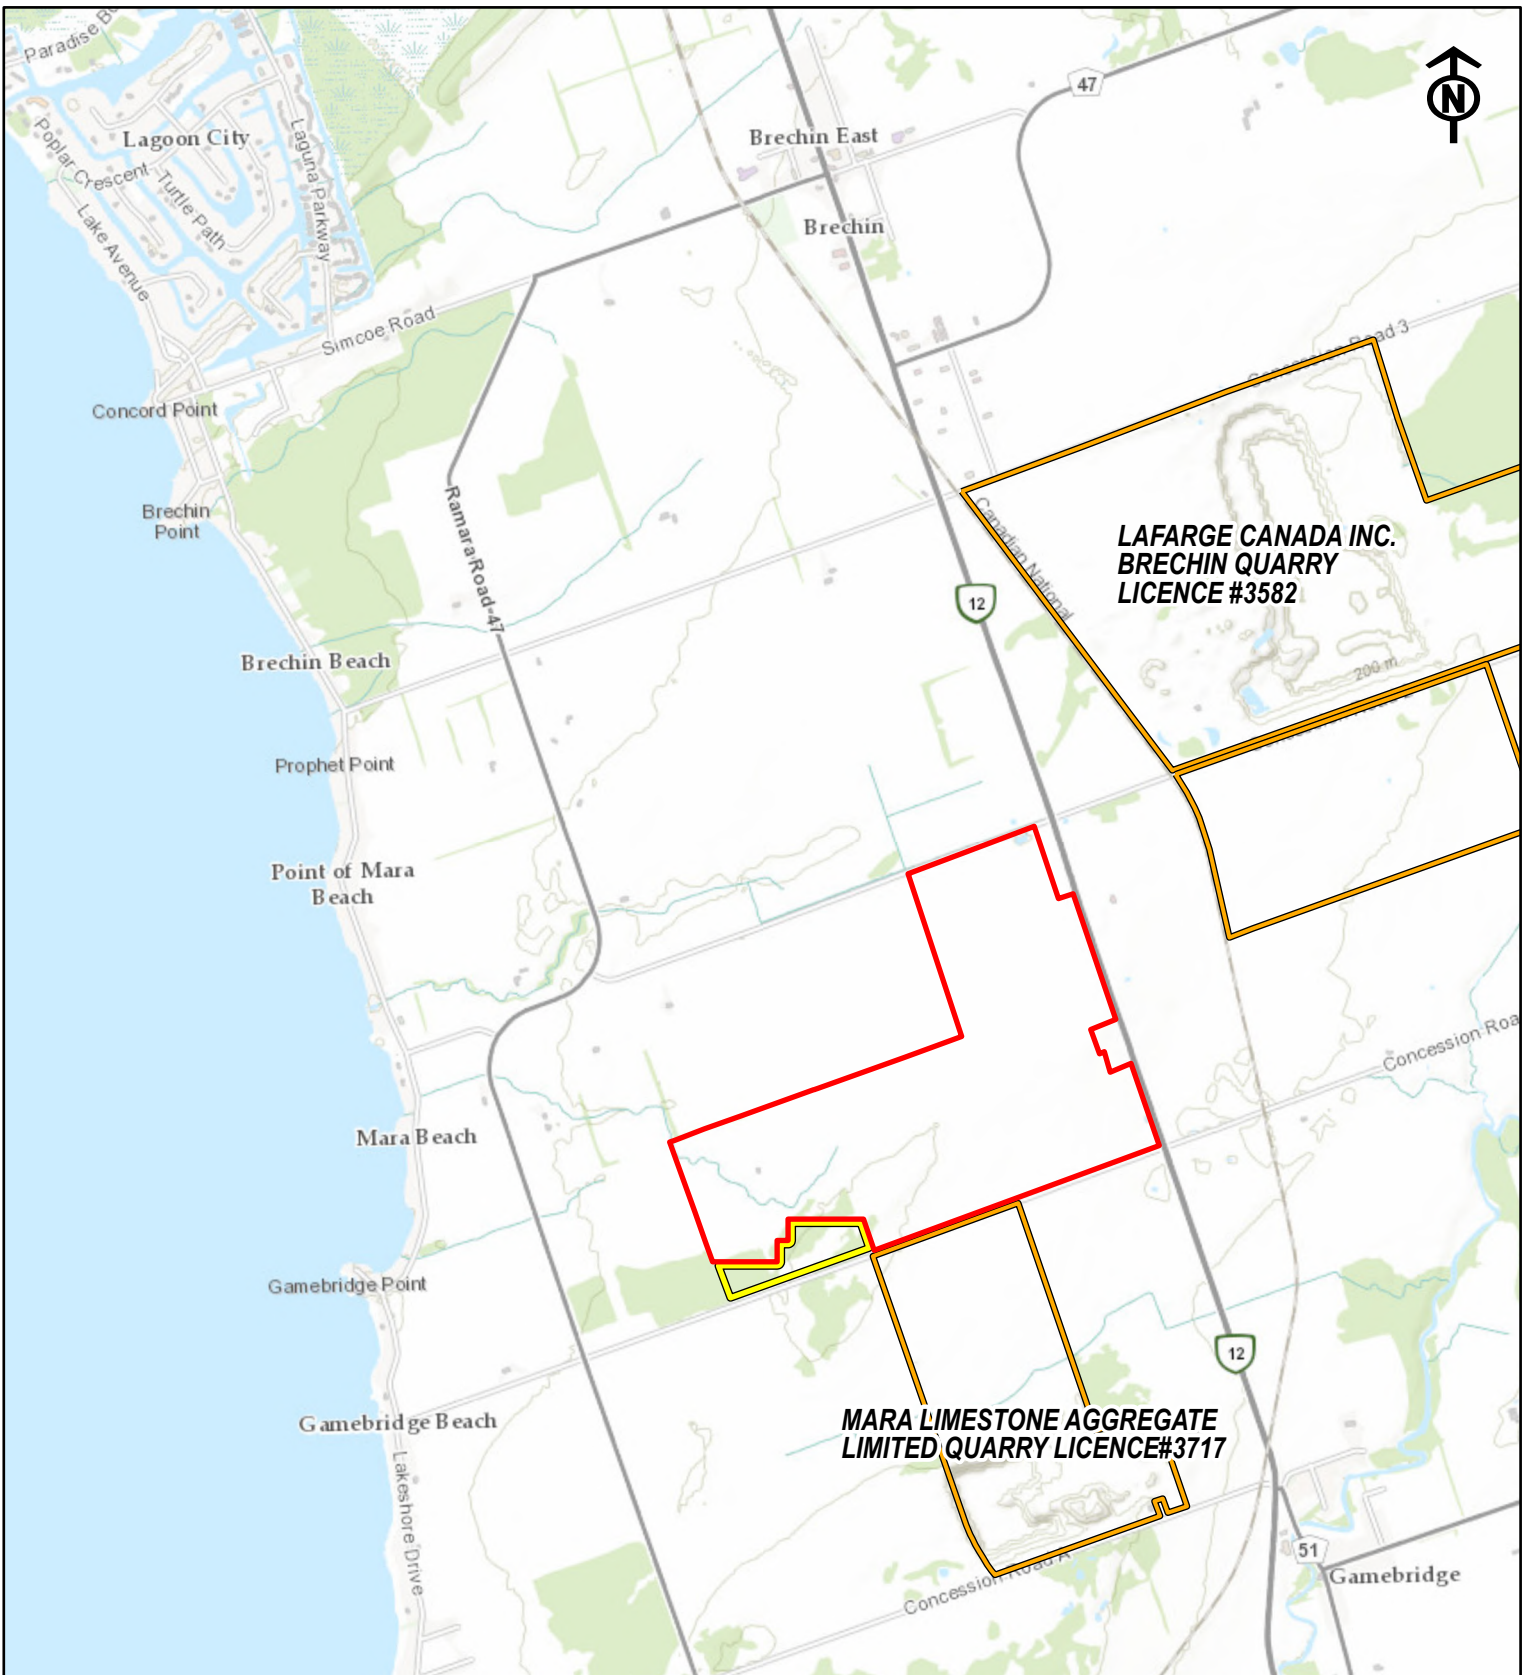 Paradise B
47
N
Lagoon City
Brechin East
Poplar Crescent
Laguna Parkway
Turtle Path
Lake Avenue
Brechin
Simcoe Road
Concession Road 3
Concord Point
Ramara Road 47
Brechin
Point
Canadian National
LAFARGE CANADA INC.
BRECHIN QUARRY
LICENCE #3582
12
Brechin Beach
200 m
Prophet Point
Point of Mara
Beach
Concession Roa
Mara Beach
Gamebridge Point
12
Gamebridge Beach
MARA LIMESTONE AGGREGATE
LIMITED QUARRY LICENCE#3717
Lakeshore Drive
51
Gamebridge
Concession Road A